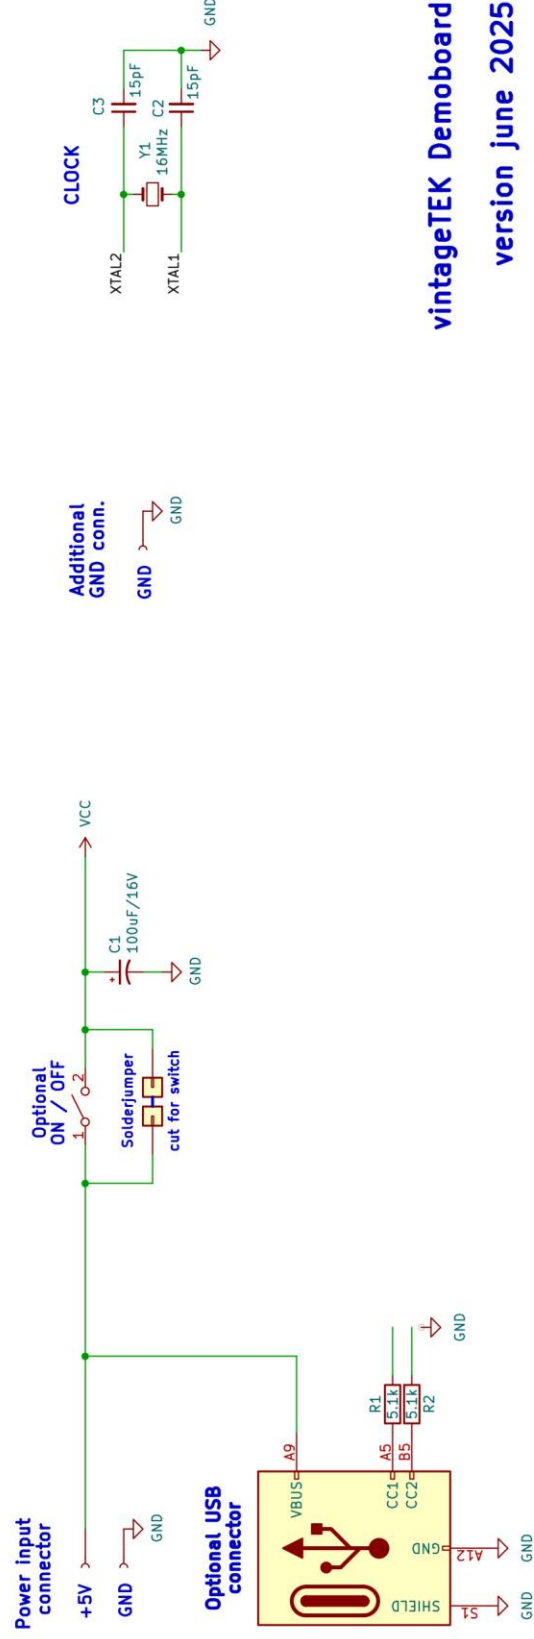 Power input
connector
+5V
GND
GND
Optional USB
connector
VBUS
A9
CC1
A5
CC2
B5
R1
5.1k
5.1k
R2
GND
GND
A12
GND
SHIELD
S1
GND
Optional
ON / OFF
1
2
Solderjumper
cut for switch
C1
100uF/16V
+
GND
VCC
Additional
GND conn.
GND
GND
CLOCK
XTAL2
XTAL1
Y1
16MHz
C3
15pF
C2
15pF
GND
vintageTEK Demoboard
version june 2025